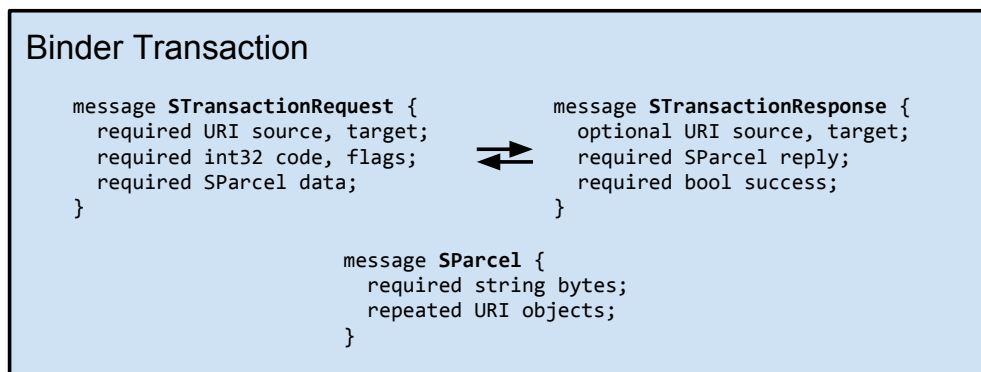 Binder Transaction
message STransactionRequest {
  required URI source, target;
  required int32 code, flags;
  required SParcel data;
}
message STransactionResponse {
  optional URI source, target;
  required SParcel reply;
  required bool success;
}
message SParcel {
  required string bytes;
  repeated URI objects;
}